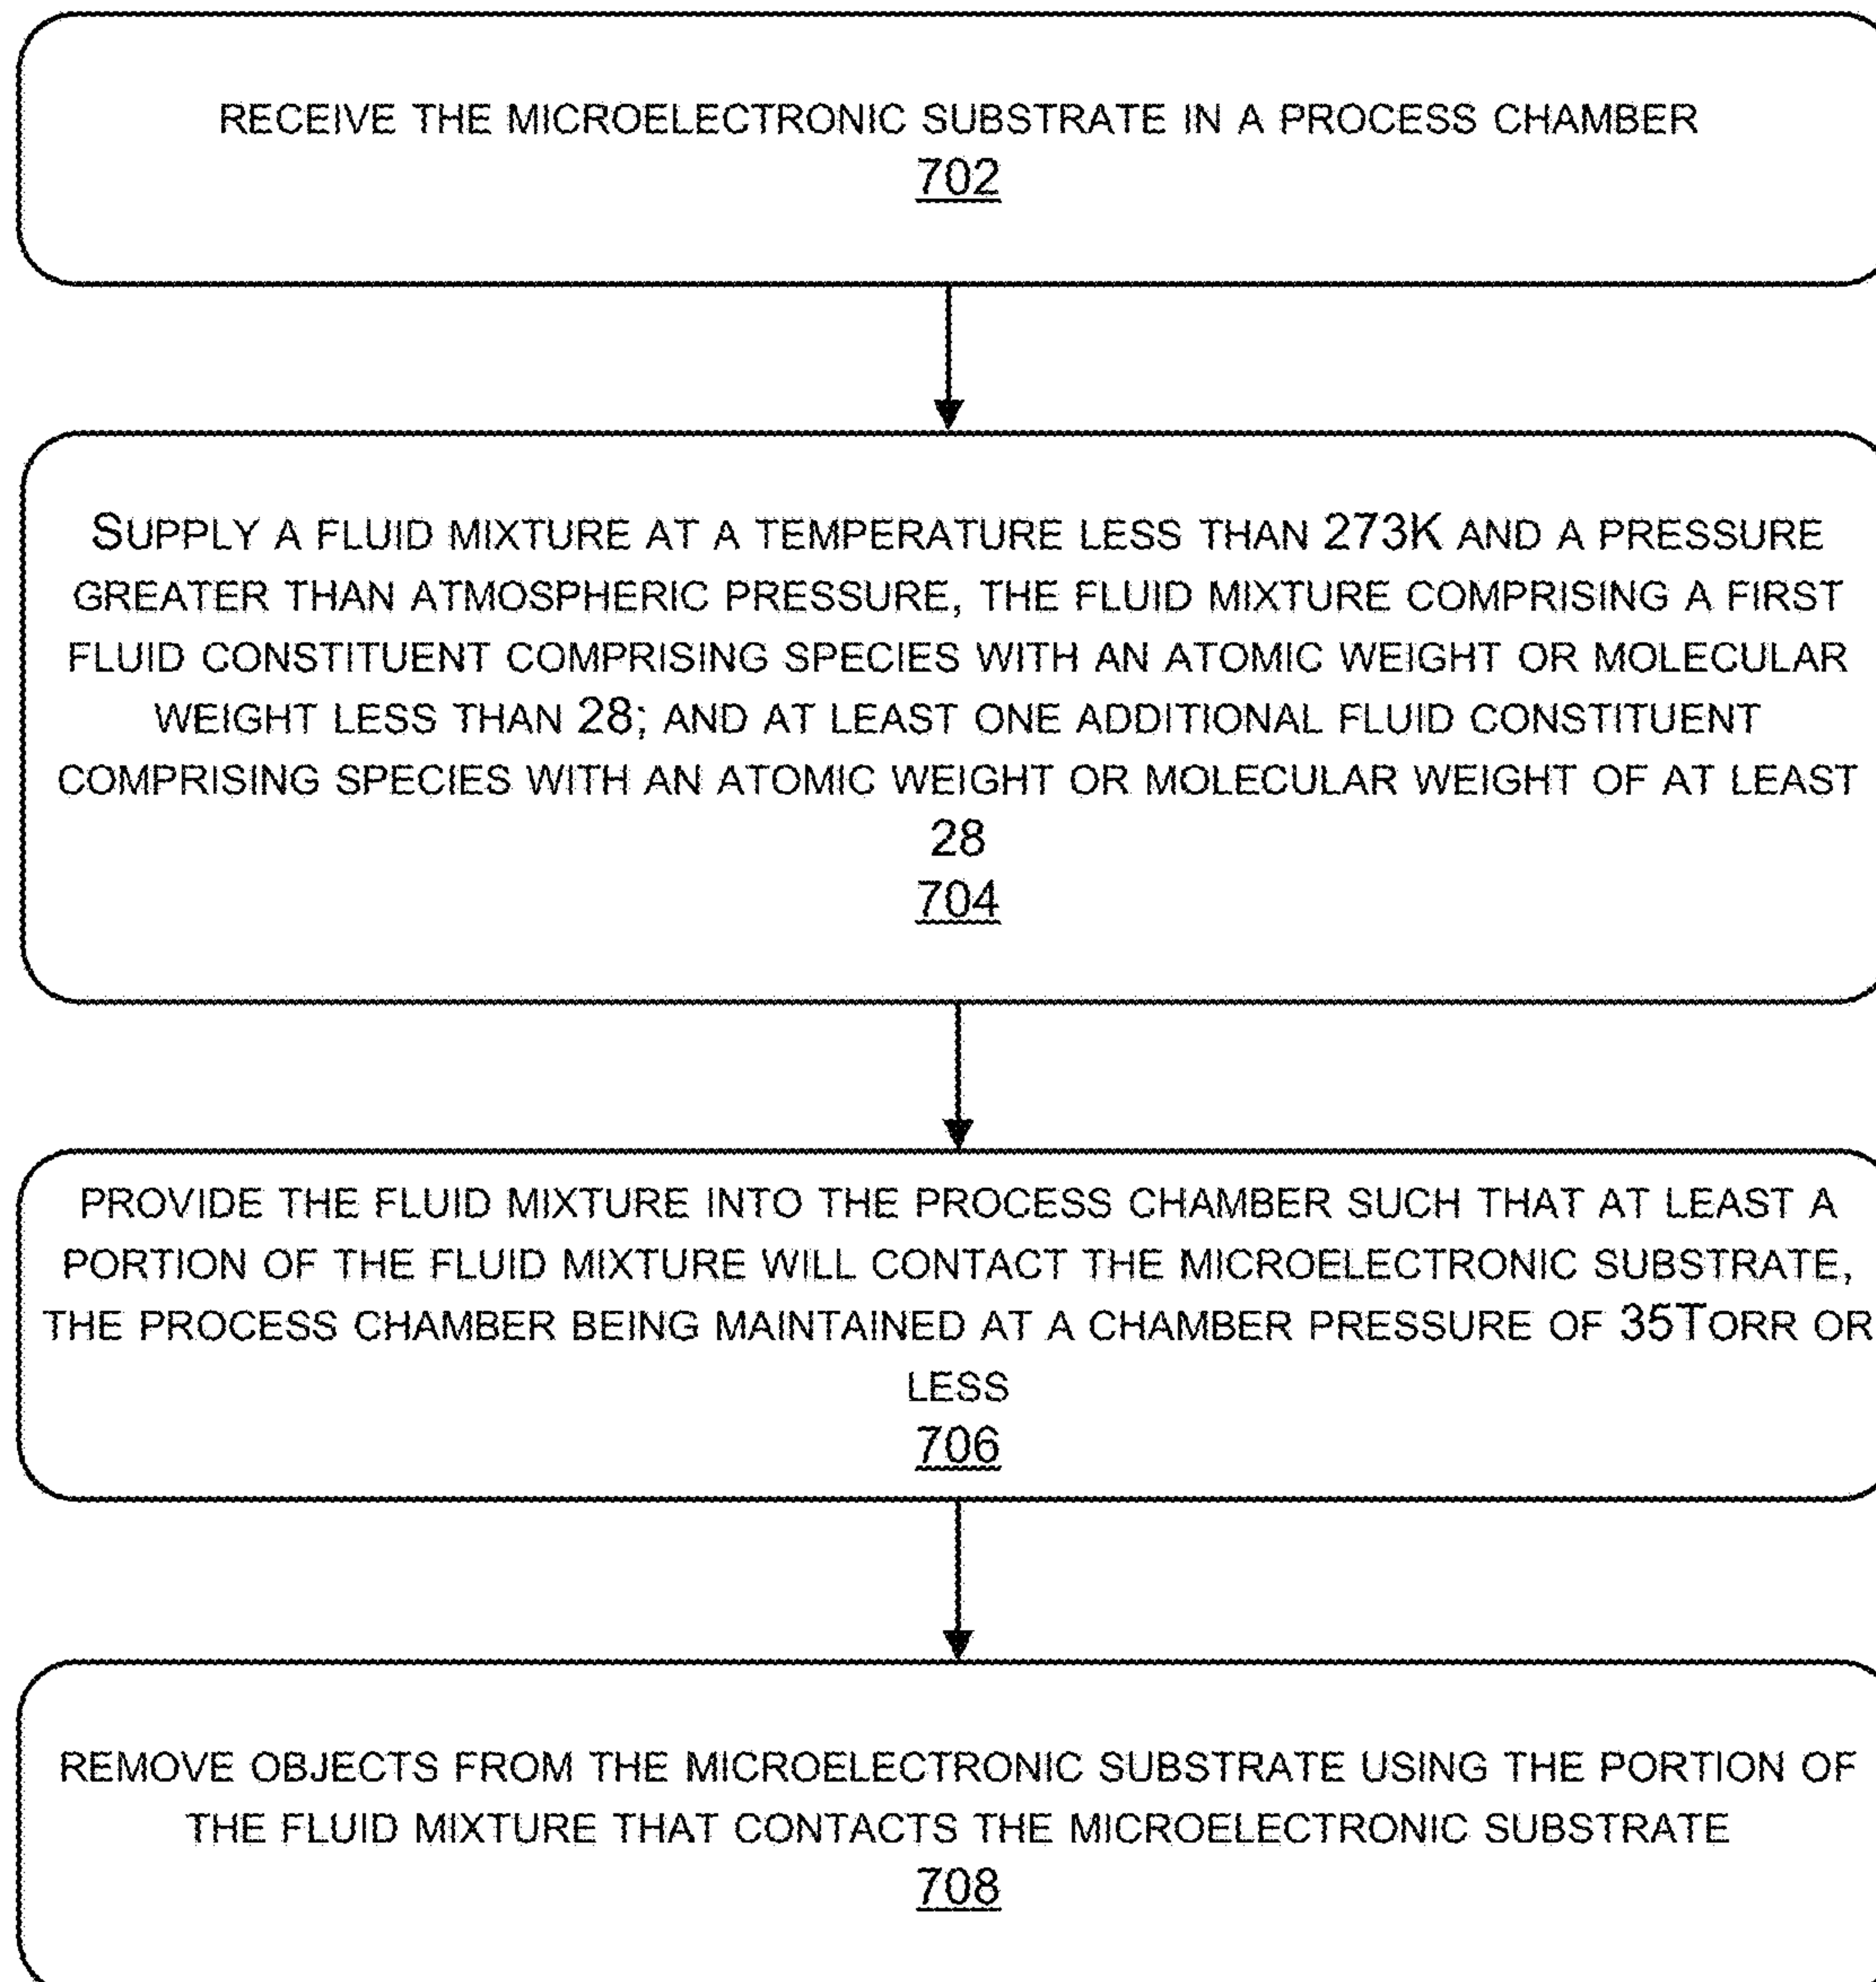 RECEIVE THE MICROELECTRONIC SUBSTRATE IN A PROCESS CHAMBER
702
SUPPLY A FLUID MIXTURE AT A TEMPERATURE LESS THAN 273K AND A PRESSURE
GREATER THAN ATMOSPHERIC PRESSURE, THE FLUID MIXTURE COMPRISING A FIRST
FLUID CONSTITUENT COMPRISING SPECIES WITH AN ATOMIC WEIGHT OR MOLECULAR
WEIGHT LESS THAN 28; AND AT LEAST ONE ADDITIONAL FLUID CONSTITUENT
COMPRISING SPECIES WITH AN ATOMIC WEIGHT OR MOLECULAR WEIGHT OF AT LEAST
28
704
PROVIDE THE FLUID MIXTURE INTO THE PROCESS CHAMBER SUCH THAT AT LEAST A
PORTION OF THE FLUID MIXTURE WILL CONTACT THE MICROELECTRONIC SUBSTRATE,
THE PROCESS CHAMBER BEING MAINTAINED AT A CHAMBER PRESSURE OF 35TORR OR
LESS
706
REMOVE OBJECTS FROM THE MICROELECTRONIC SUBSTRATE USING THE PORTION OF
THE FLUID MIXTURE THAT CONTACTS THE MICROELECTRONIC SUBSTRATE
708